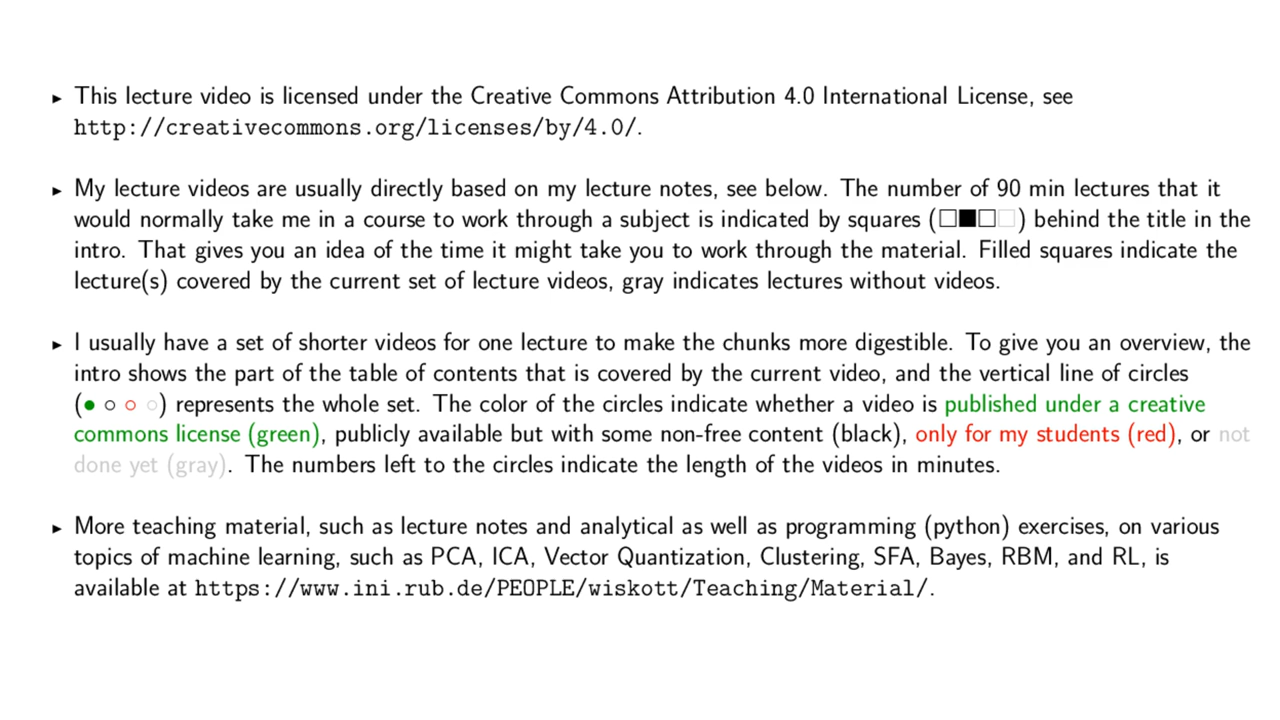 ▸ This lecture video is licensed under the Creative Commons Attribution 4.0 International License, see
http://creativecommons.org/licenses/by/4.0/.
▸ My lecture videos are usually directly based on my lecture notes, see below. The number of 90 min lectures that it
would normally take me in a course to work through a subject is indicated by squares (□■□□) behind the title in the
intro. That gives you an idea of the time it might take you to work through the material. Filled squares indicate the
lecture(s) covered by the current set of lecture videos, gray indicates lectures without videos.
▸ I usually have a set of shorter videos for one lecture to make the chunks more digestible. To give you an overview, the
intro shows the part of the table of contents that is covered by the current video, and the vertical line of circles
(● ○ ○ ○) represents the whole set. The color of the circles indicate whether a video is published under a creative
commons license (green), publicly available but with some non-free content (black), only for my students (red), or not
done yet (gray). The numbers left to the circles indicate the length of the videos in minutes.
▸ More teaching material, such as lecture notes and analytical as well as programming (python) exercises, on various
topics of machine learning, such as PCA, ICA, Vector Quantization, Clustering, SFA, Bayes, RBM, and RL, is
available at https://www.ini.rub.de/PEOPLE/wiskott/Teaching/Material/.